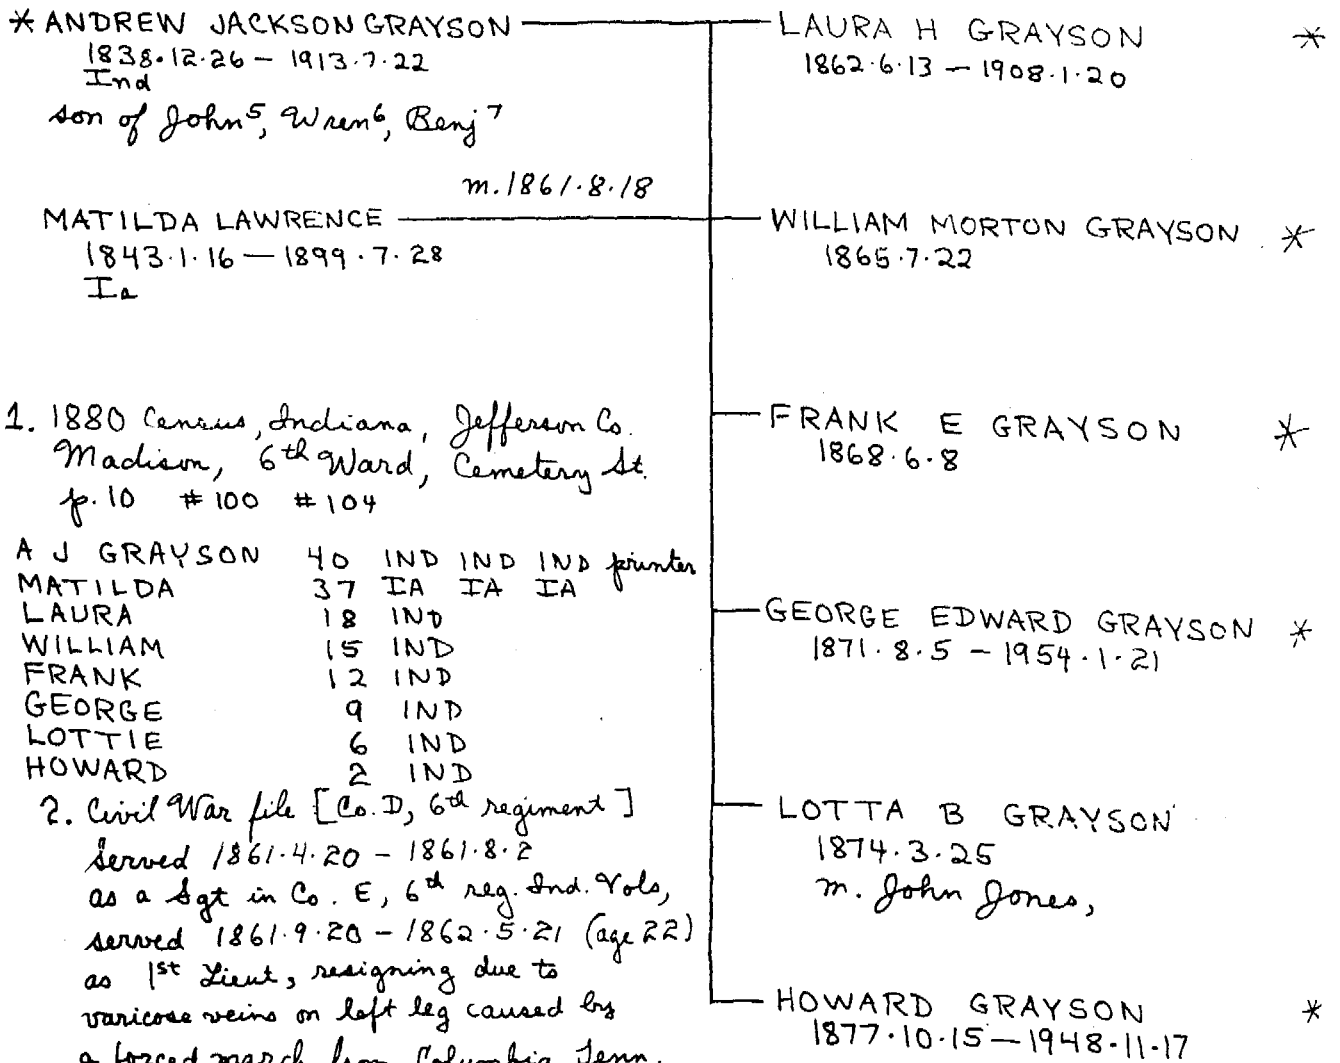 * ANDREW JACKSON GRAYSON
1838.12.26 – 1913.7.22
Ind
son of John⁵, Wren⁶, Benj⁷
m. 1861.8.18
MATILDA LAWRENCE
1843.1.16 – 1899.7.28
Ia
1. 1880 Census, Indiana, Jefferson Co.
Madison, 6th Ward, Cemetery St.
p. 10 #100 #104
A J GRAYSON 40 IND IND IND printer
MATILDA 37 IA IA IA
LAURA 18 IND
WILLIAM 15 IND
FRANK 12 IND
GEORGE 9 IND
LOTTIE 6 IND
HOWARD 2 IND
2. Civil War file [Co. D, 6th regiment]
served 1861.4.20 – 1861.8.2
as a Sgt in Co. E, 6th reg. Ind. Vols,
served 1861.9.20 – 1862.5.21 (age 22)
as 1st Lieut, resigning due to
varicose veins on left leg caused by
a forced march from Columbia Tenn.
LAURA H GRAYSON *
1862.6.13 – 1908.1.20
WILLIAM MORTON GRAYSON *
1865.7.22
FRANK E GRAYSON *
1868.6.8
GEORGE EDWARD GRAYSON *
1871.8.5 – 1954.1.21
LOTTA B GRAYSON
1874.3.25
m. John Jones,
HOWARD GRAYSON *
1877.10.15 – 1948.11.17